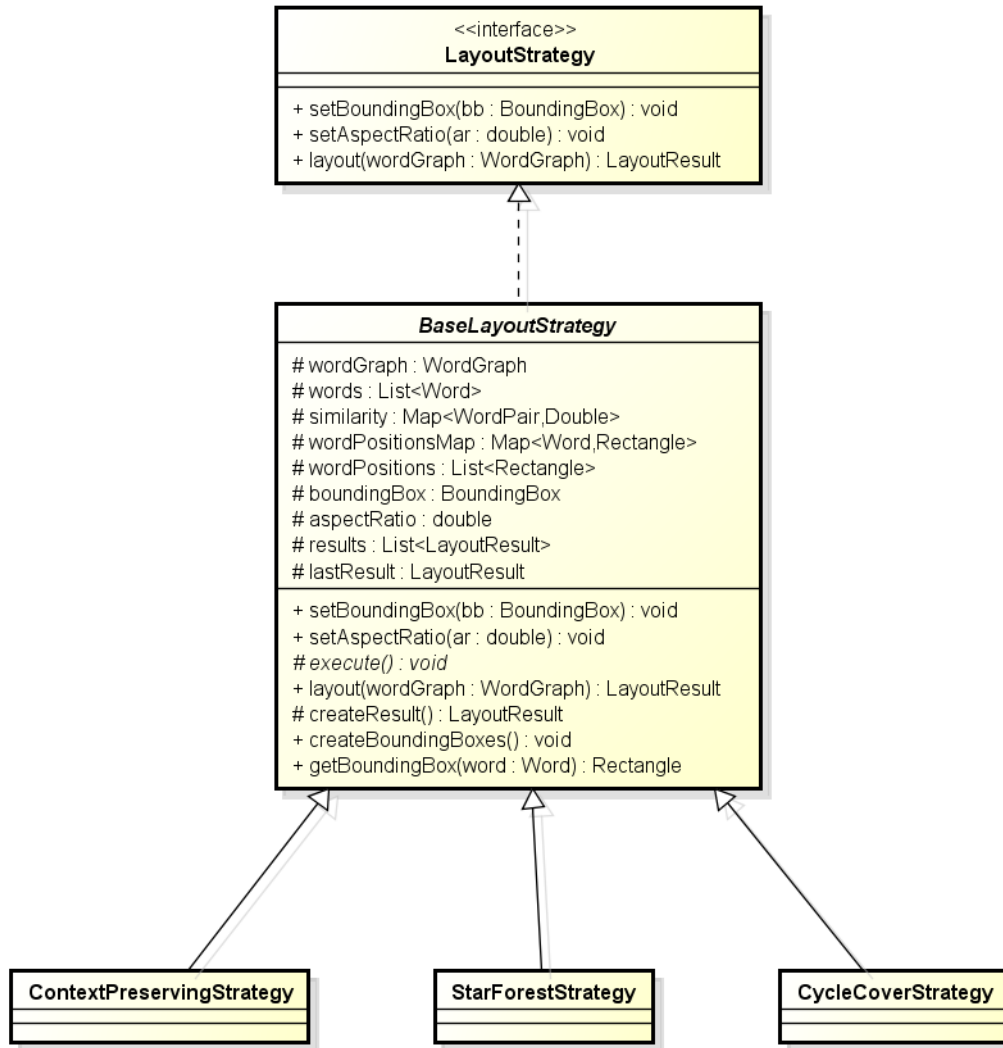 <<interface>>
LayoutStrategy
+ setBoundingBox(bb : BoundingBox) : void
+ setAspectRatio(ar : double) : void
+ layout(wordGraph : WordGraph) : LayoutResult
BaseLayoutStrategy
# wordGraph : WordGraph
# words : List<Word>
# similarity : Map<WordPair,Double>
# wordPositionsMap : Map<Word,Rectangle>
# wordPositions : List<Rectangle>
# boundingBox : BoundingBox
# aspectRatio : double
# results : List<LayoutResult>
# lastResult : LayoutResult
+ setBoundingBox(bb : BoundingBox) : void
+ setAspectRatio(ar : double) : void
# execute() : void
+ layout(wordGraph : WordGraph) : LayoutResult
# createResult() : LayoutResult
+ createBoundingBoxes() : void
+ getBoundingBox(word : Word) : Rectangle
ContextPreservingStrategy
StarForestStrategy
CycleCoverStrategy